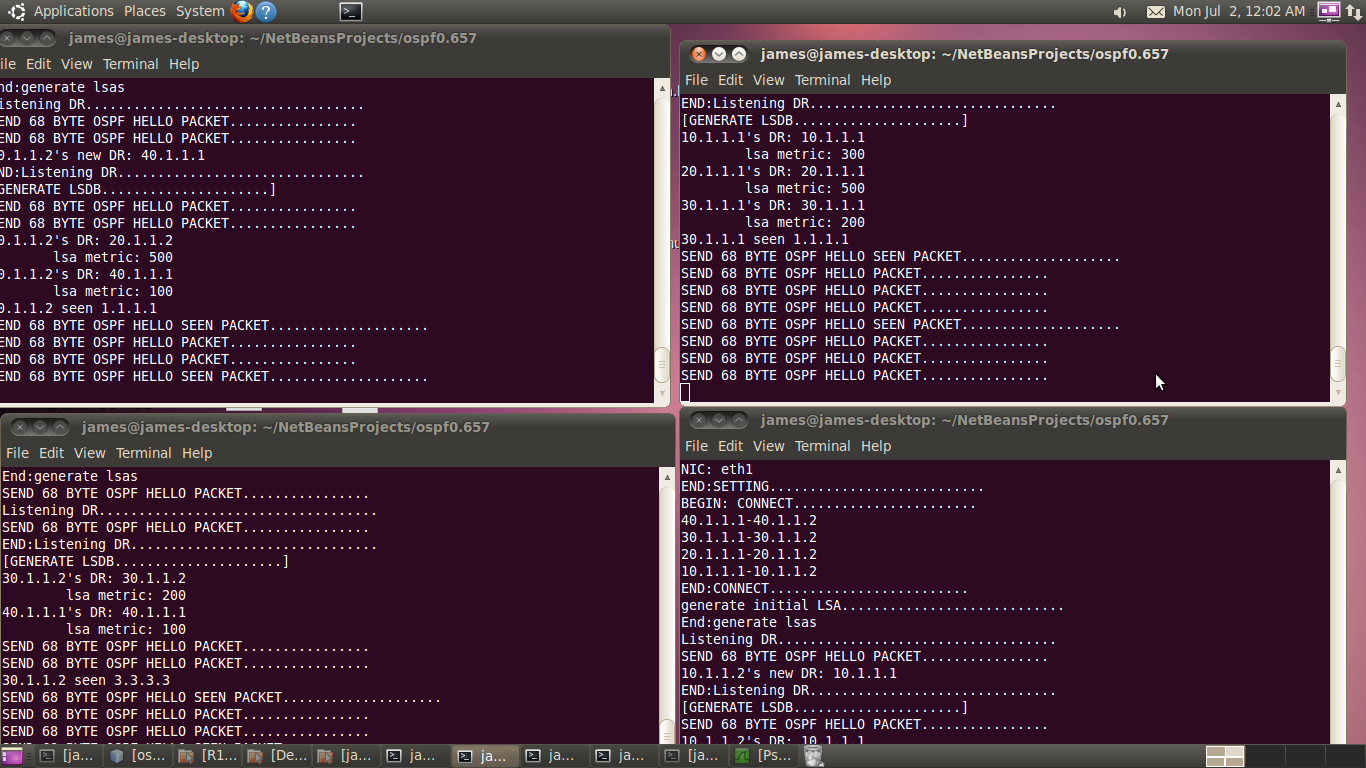 Applications Places System Mon Jul 2, 12:02 AM
james@james-desktop: ~/NetBeansProjects/ospf0.657
ile Edit View Terminal Help
nd:generate lsas
istening DR...................................
END 68 BYTE OSPF HELLO PACKET................
END 68 BYTE OSPF HELLO PACKET................
0.1.1.2's new DR: 40.1.1.1
ND:Listening DR...............................
GENERATE LSDB.....................]
END 68 BYTE OSPF HELLO PACKET................
END 68 BYTE OSPF HELLO PACKET................
0.1.1.2's DR: 20.1.1.2
lsa metric: 500
0.1.1.2's DR: 40.1.1.1
lsa metric: 100
0.1.1.2 seen 1.1.1.1
END 68 BYTE OSPF HELLO SEEN PACKET....................
END 68 BYTE OSPF HELLO PACKET................
END 68 BYTE OSPF HELLO PACKET................
END 68 BYTE OSPF HELLO SEEN PACKET....................
james@james-desktop: ~/NetBeansProjects/ospf0.657
File Edit View Terminal Help
END:Listening DR...............................
[GENERATE LSDB.....................]
10.1.1.1's DR: 10.1.1.1
lsa metric: 300
20.1.1.1's DR: 20.1.1.1
lsa metric: 500
30.1.1.1's DR: 30.1.1.1
lsa metric: 200
30.1.1.1 seen 1.1.1.1
SEND 68 BYTE OSPF HELLO SEEN PACKET....................
SEND 68 BYTE OSPF HELLO PACKET................
SEND 68 BYTE OSPF HELLO PACKET................
SEND 68 BYTE OSPF HELLO PACKET................
SEND 68 BYTE OSPF HELLO SEEN PACKET....................
SEND 68 BYTE OSPF HELLO PACKET................
SEND 68 BYTE OSPF HELLO PACKET................
SEND 68 BYTE OSPF HELLO PACKET................
james@james-desktop: ~/NetBeansProjects/ospf0.657
File Edit View Terminal Help
End:generate lsas
SEND 68 BYTE OSPF HELLO PACKET................
Listening DR...................................
SEND 68 BYTE OSPF HELLO PACKET................
END:Listening DR...............................
[GENERATE LSDB.....................]
30.1.1.2's DR: 30.1.1.2
lsa metric: 200
40.1.1.1's DR: 40.1.1.1
lsa metric: 100
SEND 68 BYTE OSPF HELLO PACKET................
SEND 68 BYTE OSPF HELLO PACKET................
30.1.1.2 seen 3.3.3.3
SEND 68 BYTE OSPF HELLO SEEN PACKET....................
SEND 68 BYTE OSPF HELLO PACKET................
SEND 68 BYTE OSPF HELLO PACKET................
james@james-desktop: ~/NetBeansProjects/ospf0.657
File Edit View Terminal Help
NIC: eth1
END:SETTING...........................
BEGIN: CONNECT.......................
40.1.1.1-40.1.1.2
30.1.1.1-30.1.1.2
20.1.1.1-20.1.1.2
10.1.1.1-10.1.1.2
END:CONNECT.........................
generate initial LSA............................
End:generate lsas
Listening DR...................................
SEND 68 BYTE OSPF HELLO PACKET................
10.1.1.2's new DR: 10.1.1.1
END:Listening DR...............................
[GENERATE LSDB.....................]
SEND 68 BYTE OSPF HELLO PACKET................
10.1.1.2's DR: 10.1.1.1
[ja... [os... [R1... [De... [ja... ja... ja... ja... ja... [ja... [Ps...